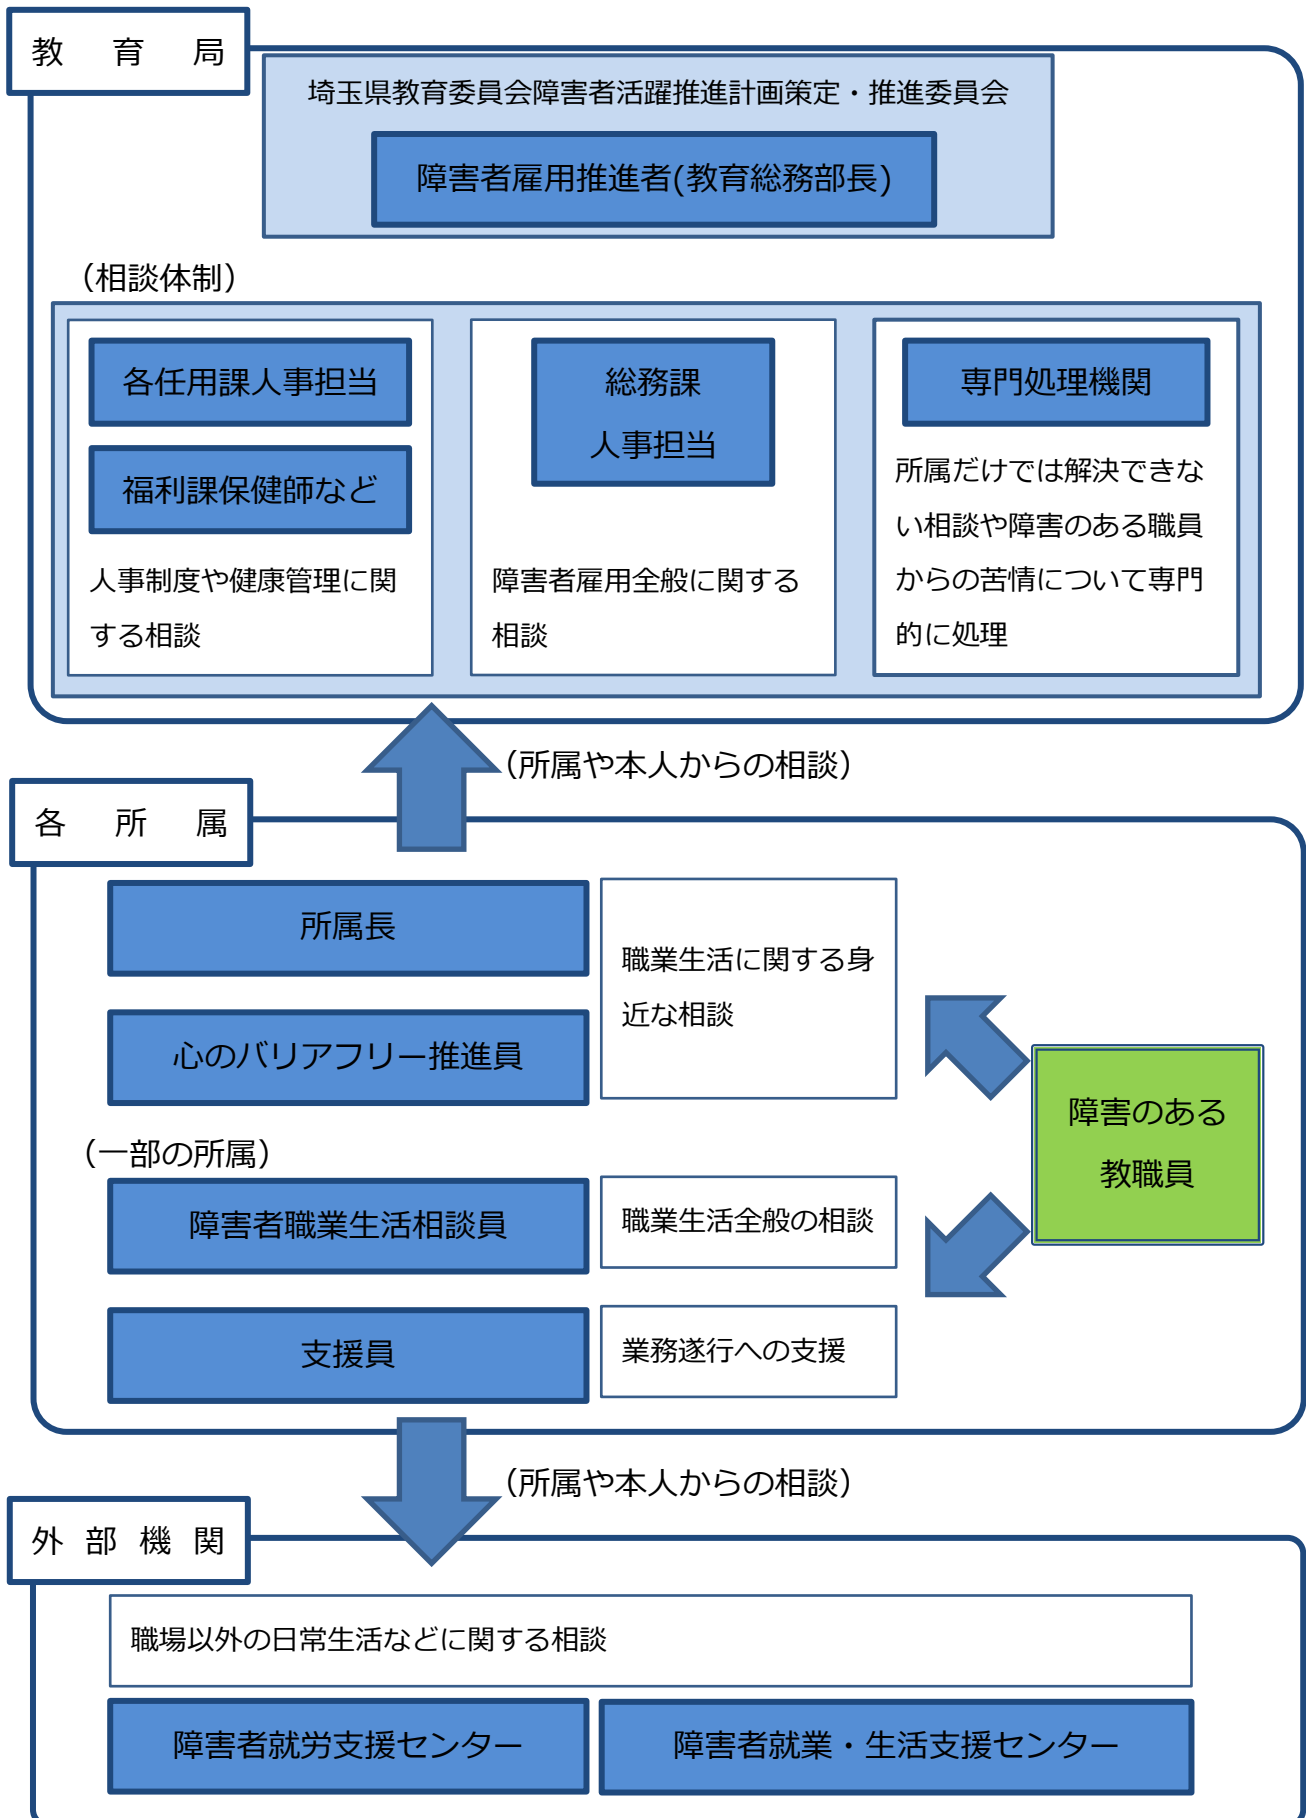 教育局
埼玉県教育委員会障害者活躍推進計画策定・推進委員会
障害者雇用推進者(教育総務部長)
（相談体制）
各任用課人事担当
福利課保健師など
人事制度や健康管理に関
する相談
総務課
人事担当
障害者雇用全般に関する
相談
専門処理機関
所属だけでは解決できな
い相談や障害のある職員
からの苦情について専門
的に処理
（所属や本人からの相談）
各所属
所属長
心のバリアフリー推進員
職業生活に関する身
近な相談
（一部の所属）
障害者職業生活相談員
職業生活全般の相談
支援員
業務遂行への支援
障害のある
教職員
（所属や本人からの相談）
外部機関
職場以外の日常生活などに関する相談
障害者就労支援センター
障害者就業・生活支援センター